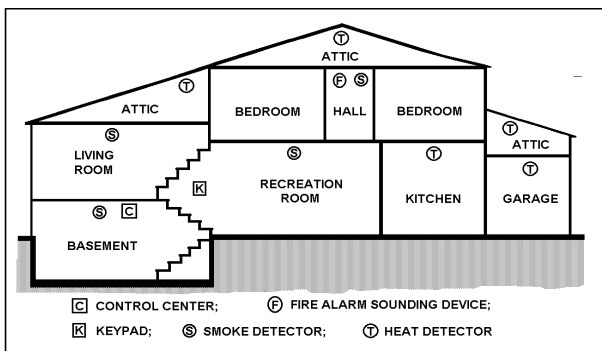 T
ATTIC
T
ATTIC
BEDROOM
F S
HALL
BEDROOM
S
LIVING
ROOM
S
RECREATION
ROOM
K
T
KITCHEN
T
ATTIC
T
GARAGE
S C
BASEMENT
C CONTROL CENTER; F FIRE ALARM SOUNDING DEVICE;
K KEYPAD; S SMOKE DETECTOR; T HEAT DETECTOR